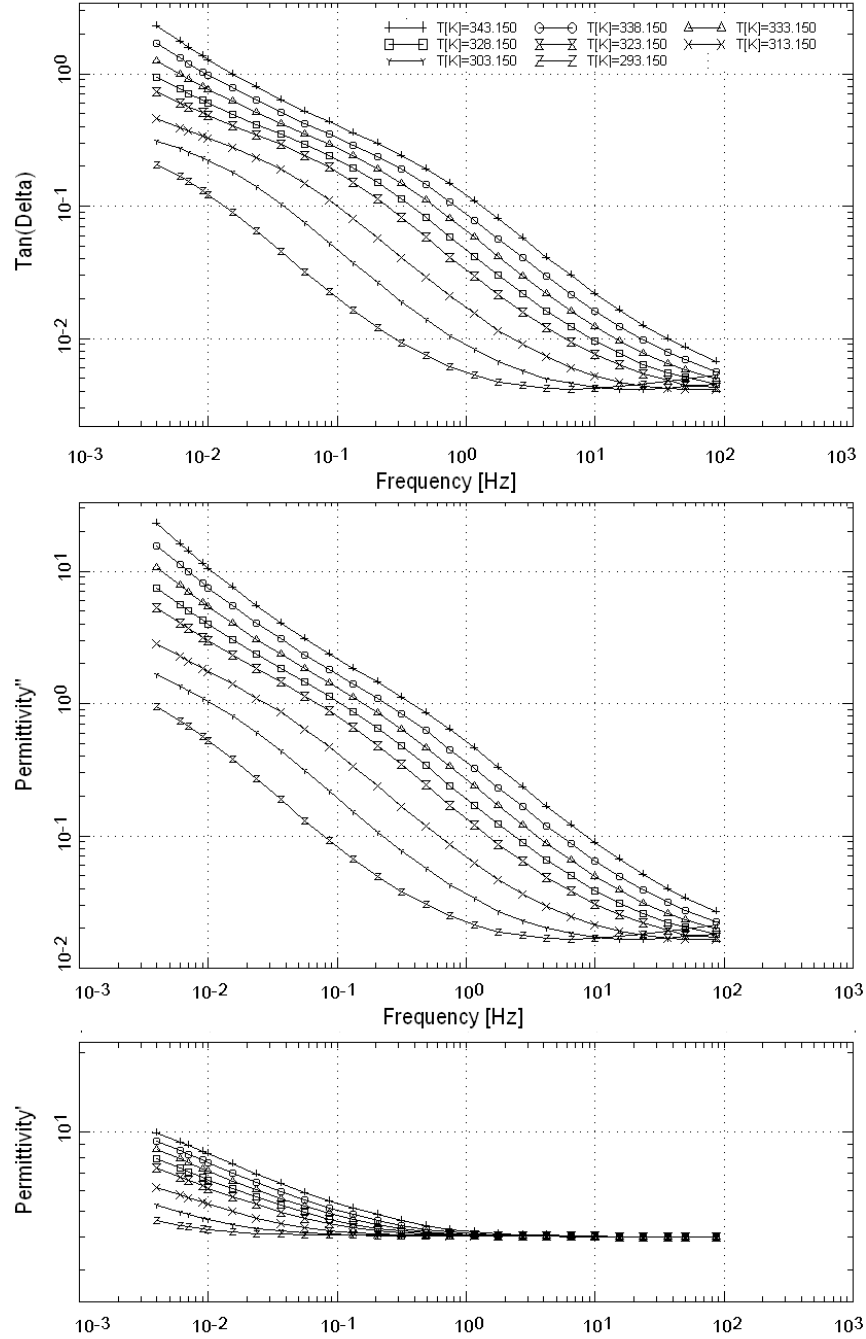 T[K]=343.150 T[K]=338.150 T[K]=333.150
T[K]=328.150 T[K]=323.150 T[K]=313.150
T[K]=303.150 T[K]=293.150
10⁰
10⁻¹
10⁻²
Tan(Delta)
10⁻³ 10⁻² 10⁻¹ 10⁰ 10¹ 10² 10³
Frequency [Hz]
10¹
10⁰
10⁻¹
10⁻²
Permittivity''
10⁻³ 10⁻² 10⁻¹ 10⁰ 10¹ 10² 10³
Frequency [Hz]
10¹
Permittivity'
10⁻³ 10⁻² 10⁻¹ 10⁰ 10¹ 10² 10³